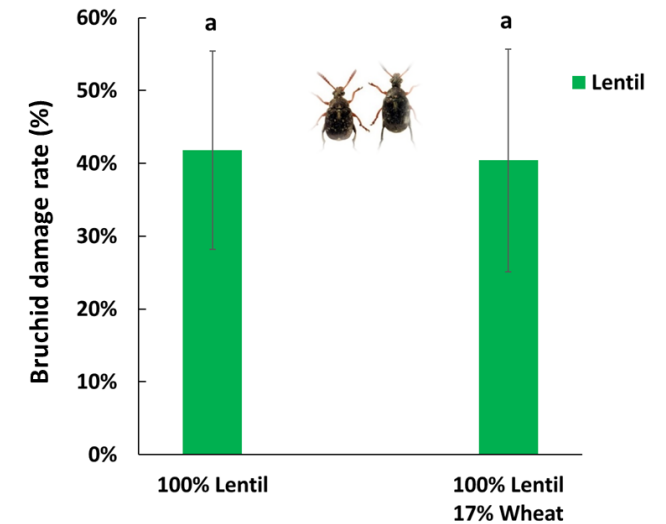 Bruchid damage rate (%)
60%
50%
40%
30%
20%
10%
0%
a
a
Lentil
100% Lentil
100% Lentil
17% Wheat